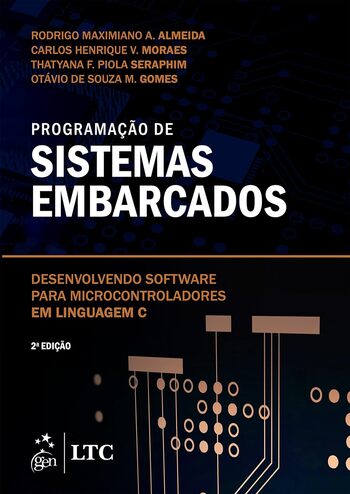 RODRIGO MAXIMIANO A. ALMEIDA
CARLOS HENRIQUE V. MORAES
THATYANA F. PIOLA SERAPHIM
OTÁVIO DE SOUZA M. GOMES
PROGRAMAÇÃO DE
SISTEMAS
EMBARCADOS
DESENVOLVENDO SOFTWARE
PARA MICROCONTROLADORES
EM LINGUAGEM C
2ª EDIÇÃO
gen
LTC